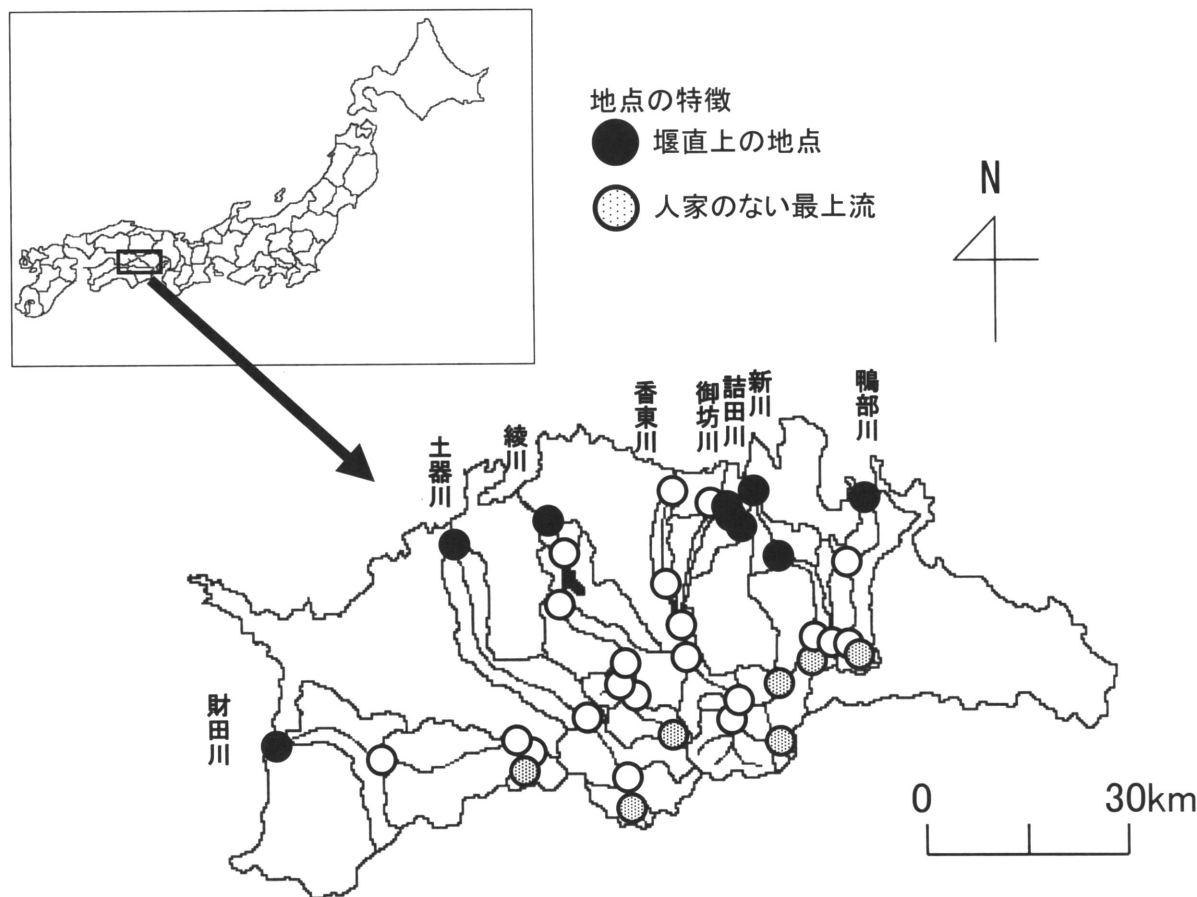 地点の特徴
堰直上の地点
人家のない最上流
N
鴨部川
新川
詰田川
御坊川
香東川
綾川
土器川
財田川
0 30km